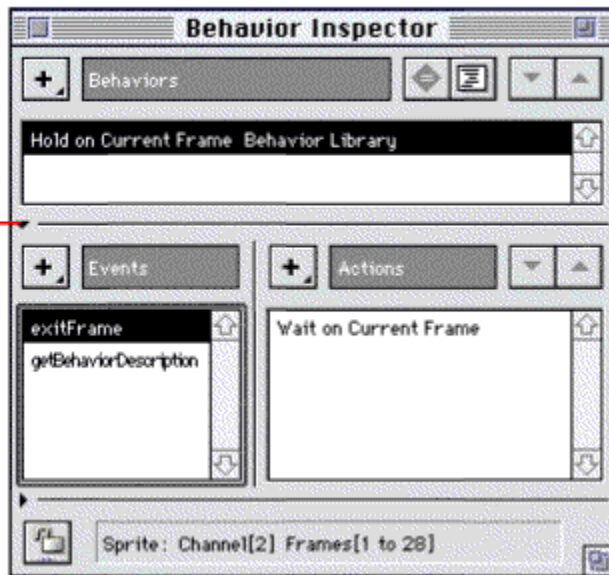 Behavior Inspector
Behaviors
Hold on Current Frame Behavior Library
Events
Actions
exitFrame
getBehaviorDescription
Wait on Current Frame
Sprite: Channel[2] Frames[1 to 28]